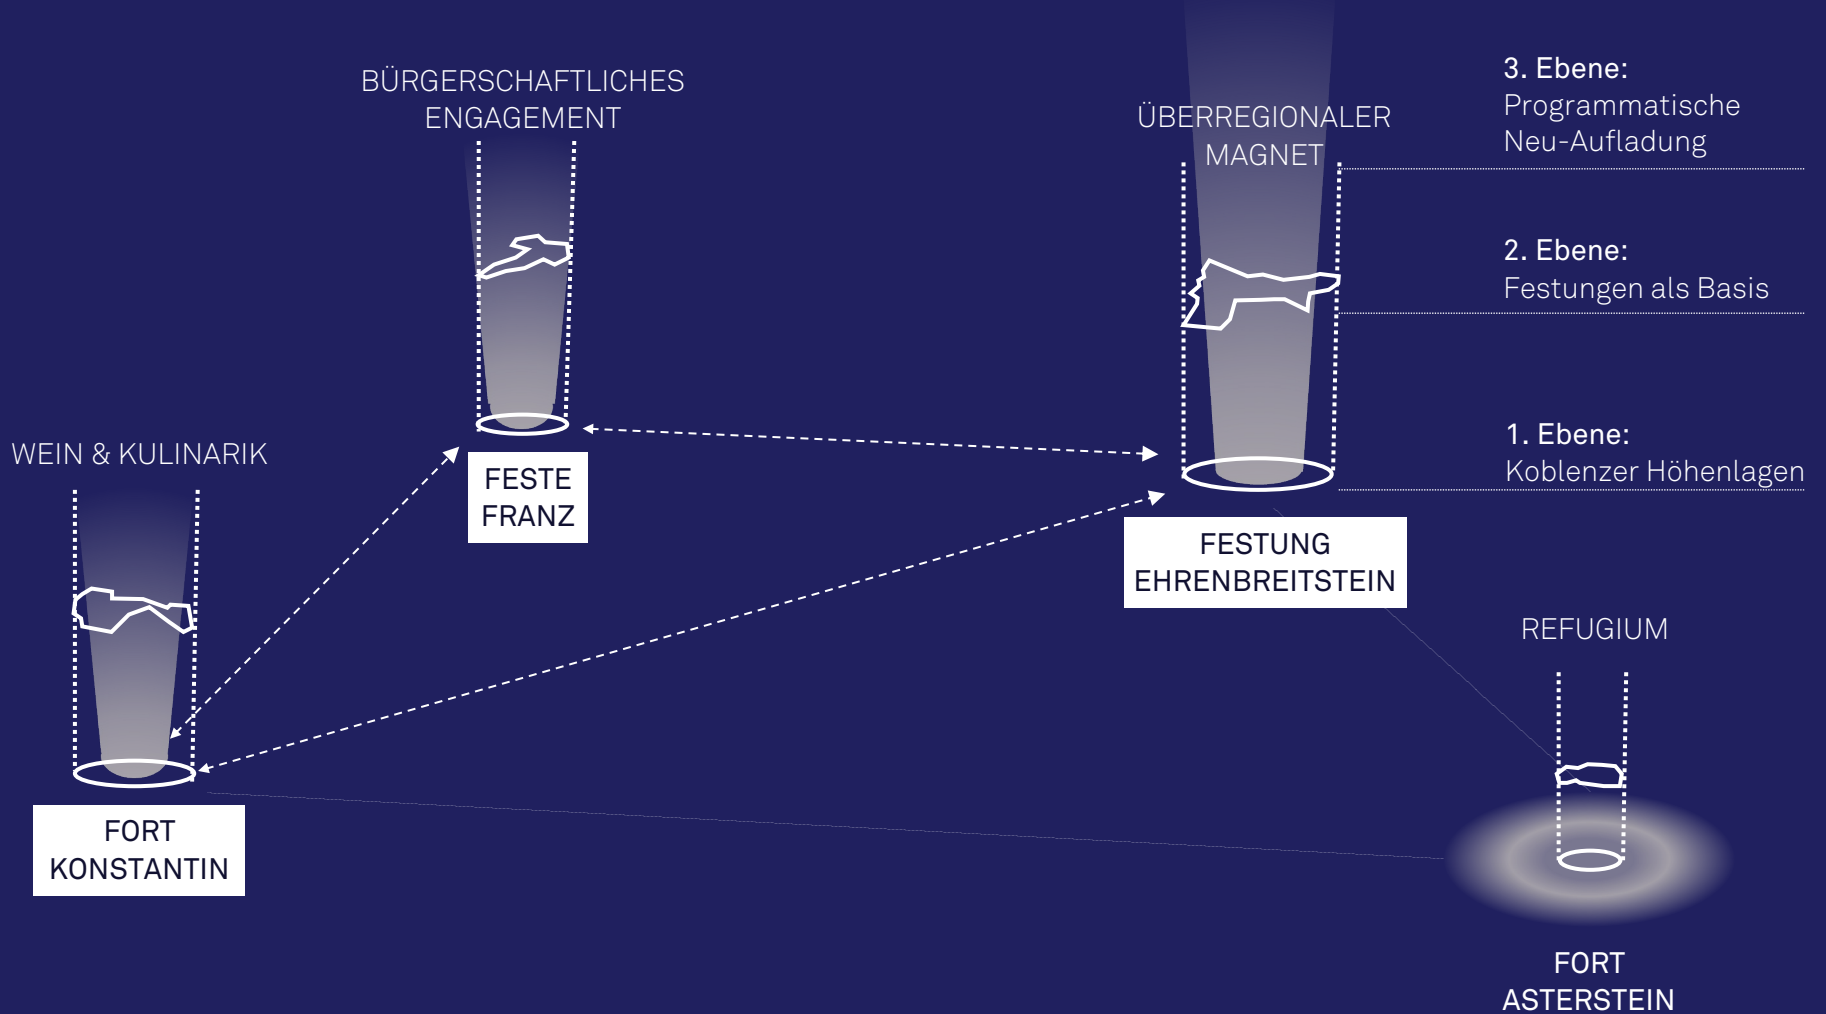 BÜRGERSCHAFTLICHES
ENGAGEMENT
ÜBERREGIONALER
MAGNET
3. Ebene:
Programmatische
Neu-Aufladung
2. Ebene:
Festungen als Basis
1. Ebene:
Koblenzer Höhenlagen
WEIN & KULINARIK
FESTE
FRANZ
FESTUNG
EHRENBREITSTEIN
REFUGIUM
FORT
KONSTANTIN
FORT
ASTERSTEIN